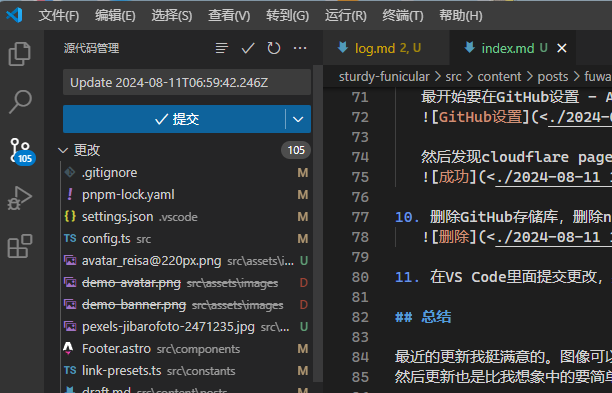 文件(F) 编辑(E) 选择(S) 查看(V) 转到(G) 运行(R) 终端(T) 帮助(H)
源代码管理
Update 2024-08-11T06:59:42.246Z
提交
更改 105
105
.gitignore M
pnpm-lock.yaml M
settings.json .vscode M
TS config.ts src M
avatar_reisa@220px.png src\assets\i... U
demo-avatar.png src\assets\images D
demo-banner.png src\assets\images D
pexels-jibarofoto-2471235.jpg src\... U
Footer.astro src\components M
TS link-presets.ts src\constants M
draft.md src\content\posts
log.md 2, U index.md U
sturdy-funicular > src > content > posts > fuwa
71 最开始要在GitHub设置 - A
72 ![GitHub设置](<./2024-0
73
74 然后发现cloudflare page
75 ![成功](<./2024-08-11 1
76
77 10. 删除GitHub存储库，删除n
78 ![删除](<./2024-08-11 1
79
80 11. 在VS Code里面提交更改，
81
82 ## 总结
83
84 最近的更新我挺满意的。图像可以
85 然后更新也是比我想象中的要简单